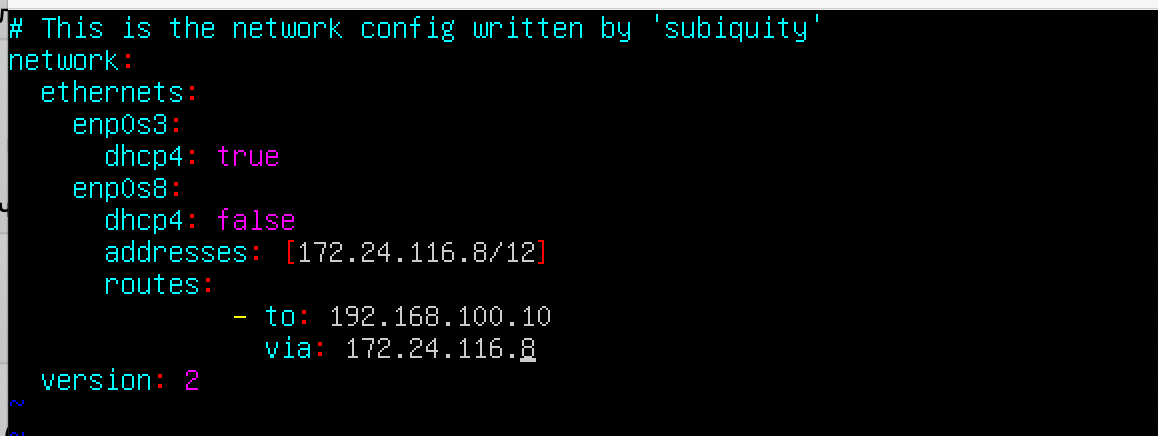 # This is the network config written by 'subiquity'
network:
  ethernets:
    enp0s3:
      dhcp4: true
    enp0s8:
      dhcp4: false
      addresses: [172.24.116.8/12]
      routes:
              - to: 192.168.100.10
                via: 172.24.116.8
  version: 2
~
~